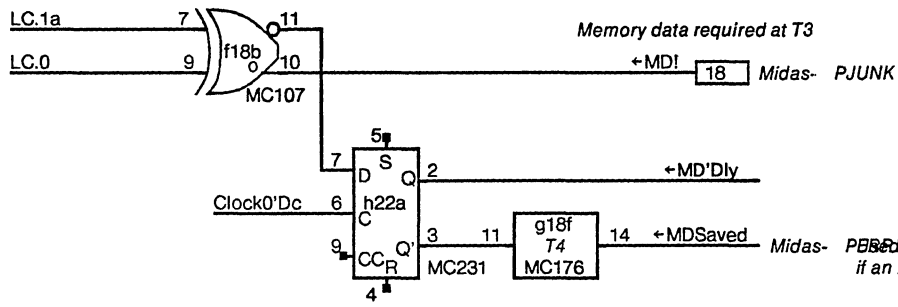 LC.1a 7 11
Memory data required at T3
f18b
LC.0 9 10 ←MD! 18 Midas- PJUNK
MC107
5
S
7 D Q 2 ←MD'Dly
h22a
Clock0'Dc 6 C
g18f
9 CC R Q' 3 11 T4 14 ←MDSaved Midas-
MC231 MC176 if an
4